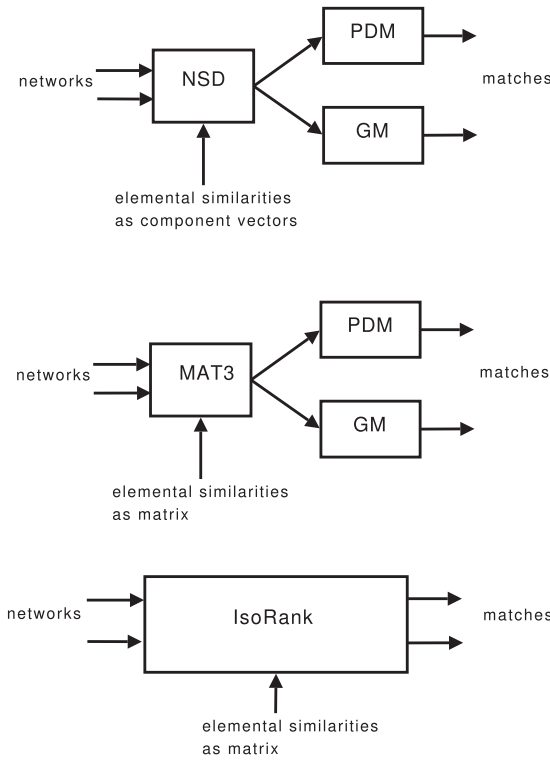 PDM
NSD
networks
matches
GM
elemental similarities
as component vectors
PDM
MAT3
networks
matches
GM
elemental similarities
as matrix
IsoRank
networks
matches
elemental similarities
as matrix